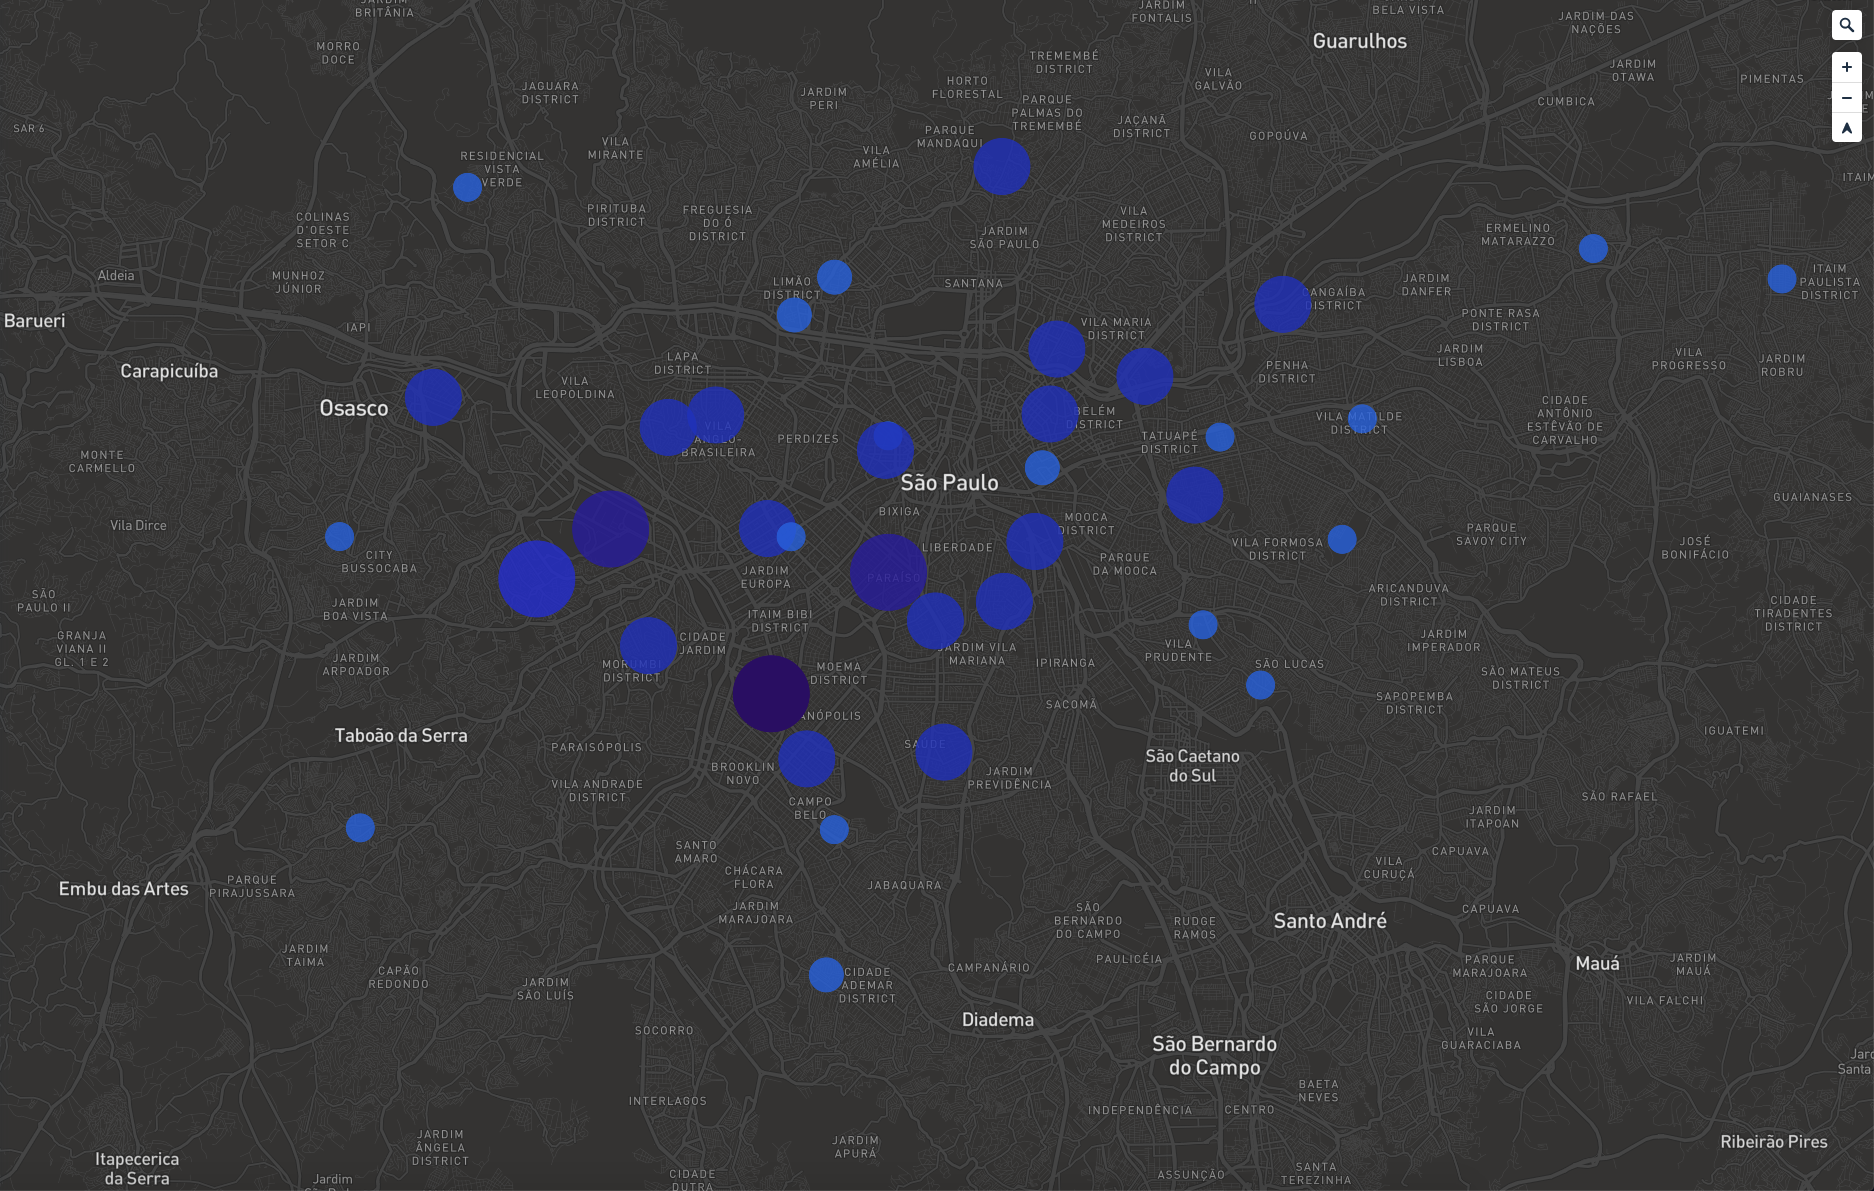 JARDIM
BRITÂNIA
JARDIM
FONTALIS
BELA VISTA
JARDIM DAS
NAÇÕES
MORRO
DOCE
Guarulhos
TREMEMBÉ
DISTRICT
JARDIM
OTAWA
PIMENTAS
JAGUARA
DISTRICT
JARDIM
PERI
HORTO
FLORESTAL
VILA
GALVÃO
PARQUE
PALMAS DO
TREMEMBÉ
CUMBICA
SAR 6
JAÇANÃ
DISTRICT
GOPOÚVA
PARQUE
MANDAQUI
VILA
MIRANTE
VILA
AMÉLIA
RESIDENCIAL
VISTA
VERDE
ITAIM
COLINAS
D'OESTE
SETOR C
PIRITUBA
DISTRICT
FREGUESIA
DO Ó
DISTRICT
JARDIM
SÃO PAULO
VILA
MEDEIROS
DISTRICT
ERMELINO
MATARAZZO
Aldeia
MUNHOZ
JÚNIOR
LIMÃO
DISTRICT
SANTANA
CANGAÍBA
DISTRICT
JARDIM
DANFER
ITAIM
PAULISTA
DISTRICT
Barueri
IAPI
VILA MARIA
DISTRICT
PONTE RASA
DISTRICT
Carapicuíba
LAPA
DISTRICT
PENHA
DISTRICT
JARDIM
LISBOA
VILA
PROGRESSO
JARDIM
ROBRU
VILA
LEOPOLDINA
Osasco
BELÉM
DISTRICT
VILA MATILDE
DISTRICT
CIDADE
ANTÔNIO
ESTÊVÃO DE
CARVALHO
VILA
ANGLO-
BRASILEIRA
PERDIZES
TATUAPÉ
DISTRICT
MONTE
CARMELLO
São Paulo
GUAIANASES
BIXIGA
Vila Dirce
MOOCA
DISTRICT
PARQUE
SAVOY CITY
CITY
BUSSOCABA
LIBERDADE
VILA FORMOSA
DISTRICT
JOSÉ
BONIFÁCIO
JARDIM
EUROPA
PARAÍSO
PARQUE
DA MOOCA
SÃO
PAULO II
JARDIM
BOA VISTA
ARICANDUVA
DISTRICT
CIDADE
TIRADENTES
DISTRICT
ITAIM BIBI
DISTRICT
GRANJA
VIANA II
GL. 1 E 2
CIDADE
JARDIM
JARDIM VILA
MARIANA
VILA
PRUDENTE
JARDIM
IMPERADOR
JARDIM
ARPOADOR
MORUMBI
DISTRICT
MOEMA
DISTRICT
IPIRANGA
SÃO LUCAS
SÃO MATEUS
DISTRICT
SACOMÃ
SAPOPEMBA
DISTRICT
ANÓPOLIS
Taboão da Serra
PARAISÓPOLIS
SAÚDE
IGUATEMI
BROOKLIN
NOVO
JARDIM
PREVIDÊNCIA
São Caetano
do Sul
VILA ANDRADE
DISTRICT
SÃO RAFAEL
CAMPO
BELO
JARDIM
ITAPOAN
SANTO
AMARO
CAPUAVA
VILA
CURUÇÁ
CHÁCARA
FLORA
Embu das Artes
PARQUE
PIRAJUSSARA
JABAQUARA
JARDIM
MARAJOARA
SÃO
BERNARDO
DO CAMPO
RUDGE
RAMOS
Santo André
CAPUAVA
JARDIM
TAIMA
CAPÃO
REDONDO
JARDIM
SÃO LUÍS
CIDADE
ADEMAR
DISTRICT
CAMPANÁRIO
PAULICÉIA
PARQUE
MARAJOARA
Mauá
JARDIM
MAUÁ
CIDADE
SÃO JORGE
VILA FALCHI
SOCORRO
Diadema
São Bernardo
do Campo
VILA
GUARACIABA
Santa
BAETA
NEVES
INTERLAGOS
INDEPENDÊNCIA
CENTRO
JARDIM
ÂNGELA
DISTRICT
JARDIM
APURÁ
Ribeirão Pires
Itapecerica
da Serra
Jardim
CIDADE
DUTRA
ASSUNÇÃO
SANTA
TEREZINHA